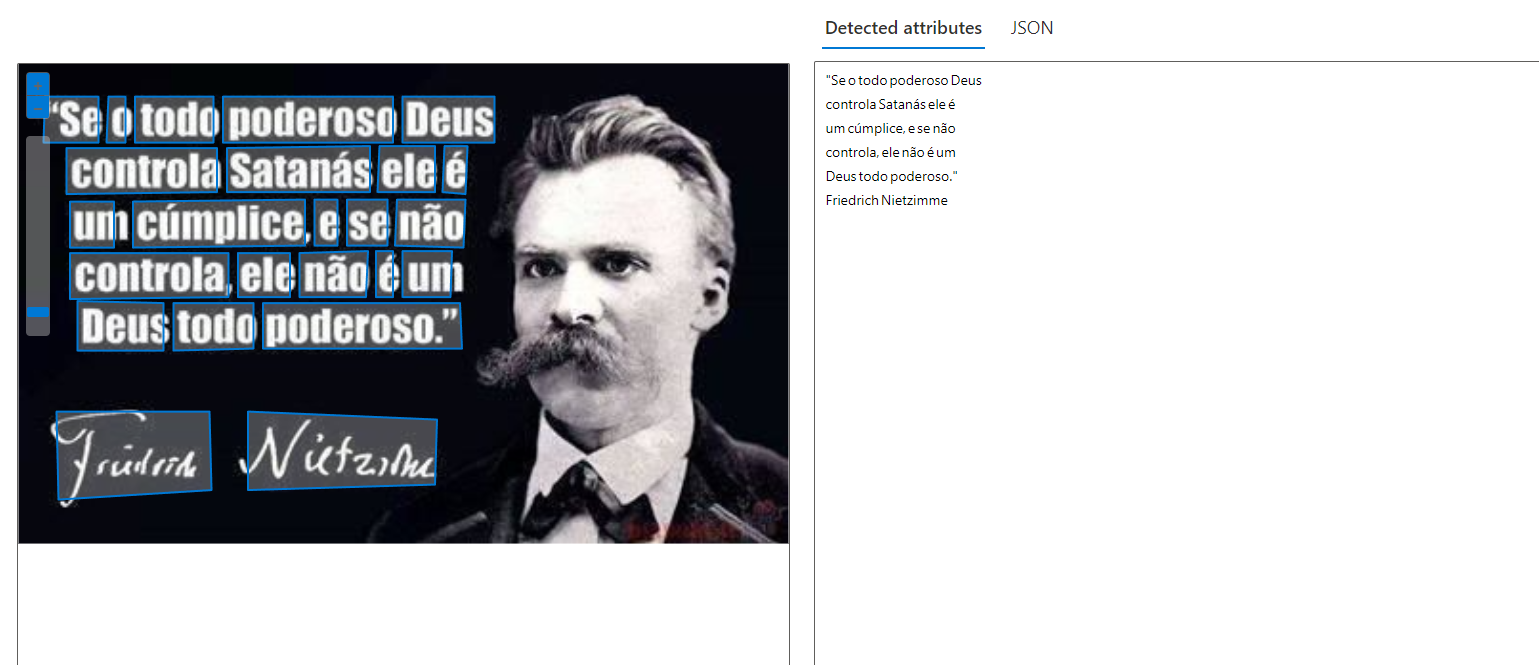 Detected attributes JSON
“Se o todo poderoso Deus
controla Satanás ele é
um cúmplice, e se não
controla, ele não é um
Deus todo poderoso.”
Friedrich Nietzsche
"Se o todo poderoso Deus
controla Satanás ele é
um cúmplice, e se não
controla, ele não é um
Deus todo poderoso."
Friedrich Nietzimme